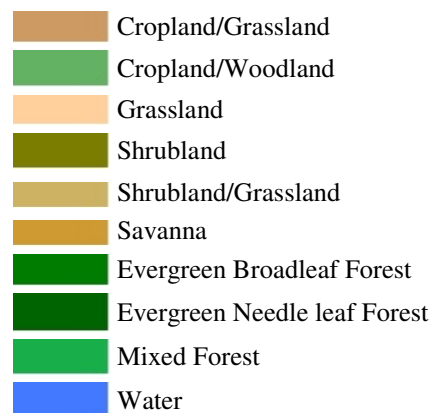 Cropland/Grassland
Cropland/Woodland
Grassland
Shrubland
Shrubland/Grassland
Savanna
Evergreen Broadleaf Forest
Evergreen Needle leaf Forest
Mixed Forest
Water